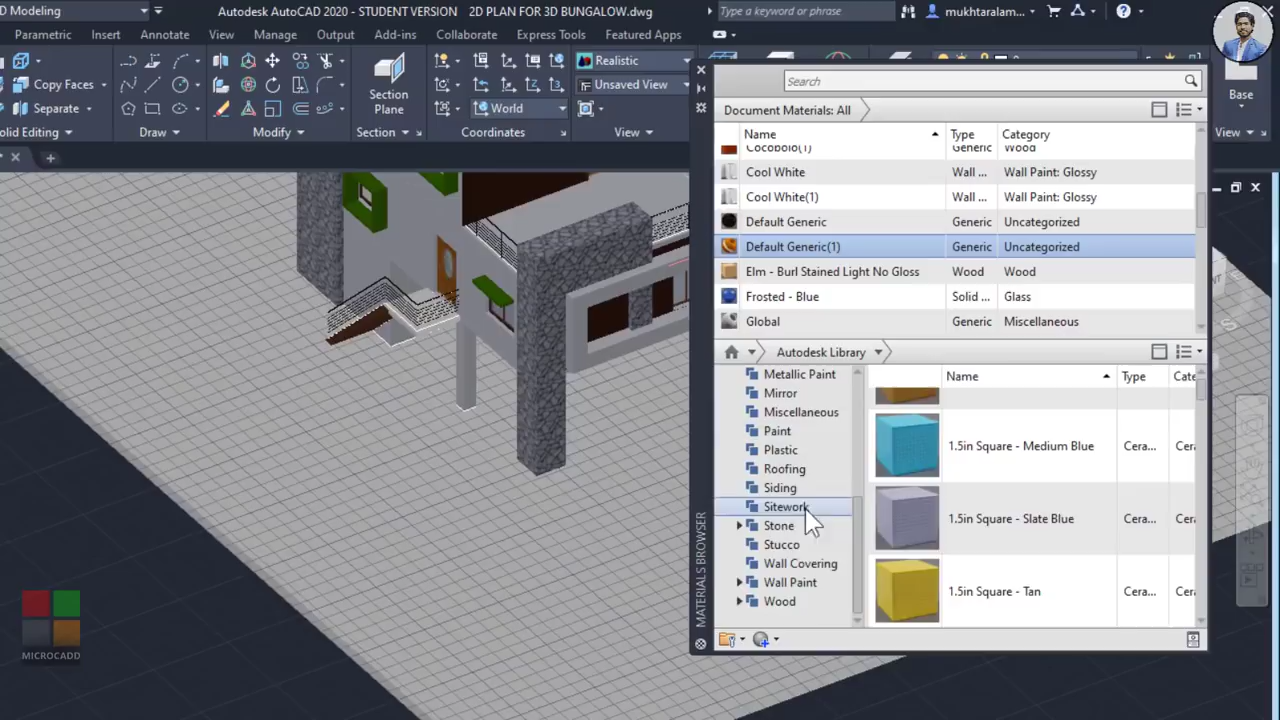 D Modeling
Autodesk AutoCAD 2020 - STUDENT VERSION 2D PLAN FOR 3D BUNGALOW.dwg
Type a keyword or phrase
mukhtaralam...
Parametric Insert Annotate View Manage Output Add-ins Collaborate Express Tools Featured Apps
Copy Faces
Separate
Section
Plane
World
Realistic
Unsaved View
Base
olid Editing Draw Modify Section Coordinates View View
Search
Document Materials: All
Name Type Category
Cocobolo(1) Generic Wood
Cool White Wall ... Wall Paint: Glossy
Cool White(1) Wall ... Wall Paint: Glossy
Default Generic Generic Uncategorized
Default Generic(1) Generic Uncategorized
Elm - Burl Stained Light No Gloss Wood Wood
Frosted - Blue Solid ... Glass
Global Generic Miscellaneous
Autodesk Library
Metallic Paint
Mirror
Miscellaneous
Paint
Plastic
Roofing
Siding
Sitework
Stone
Stucco
Wall Covering
Wall Paint
Wood
Name Type Cate
1.5in Square - Medium Blue Cera... Cera
1.5in Square - Slate Blue Cera... Cera
1.5in Square - Tan Cera... Cera
MATERIALS BROWSER
MICROCADD